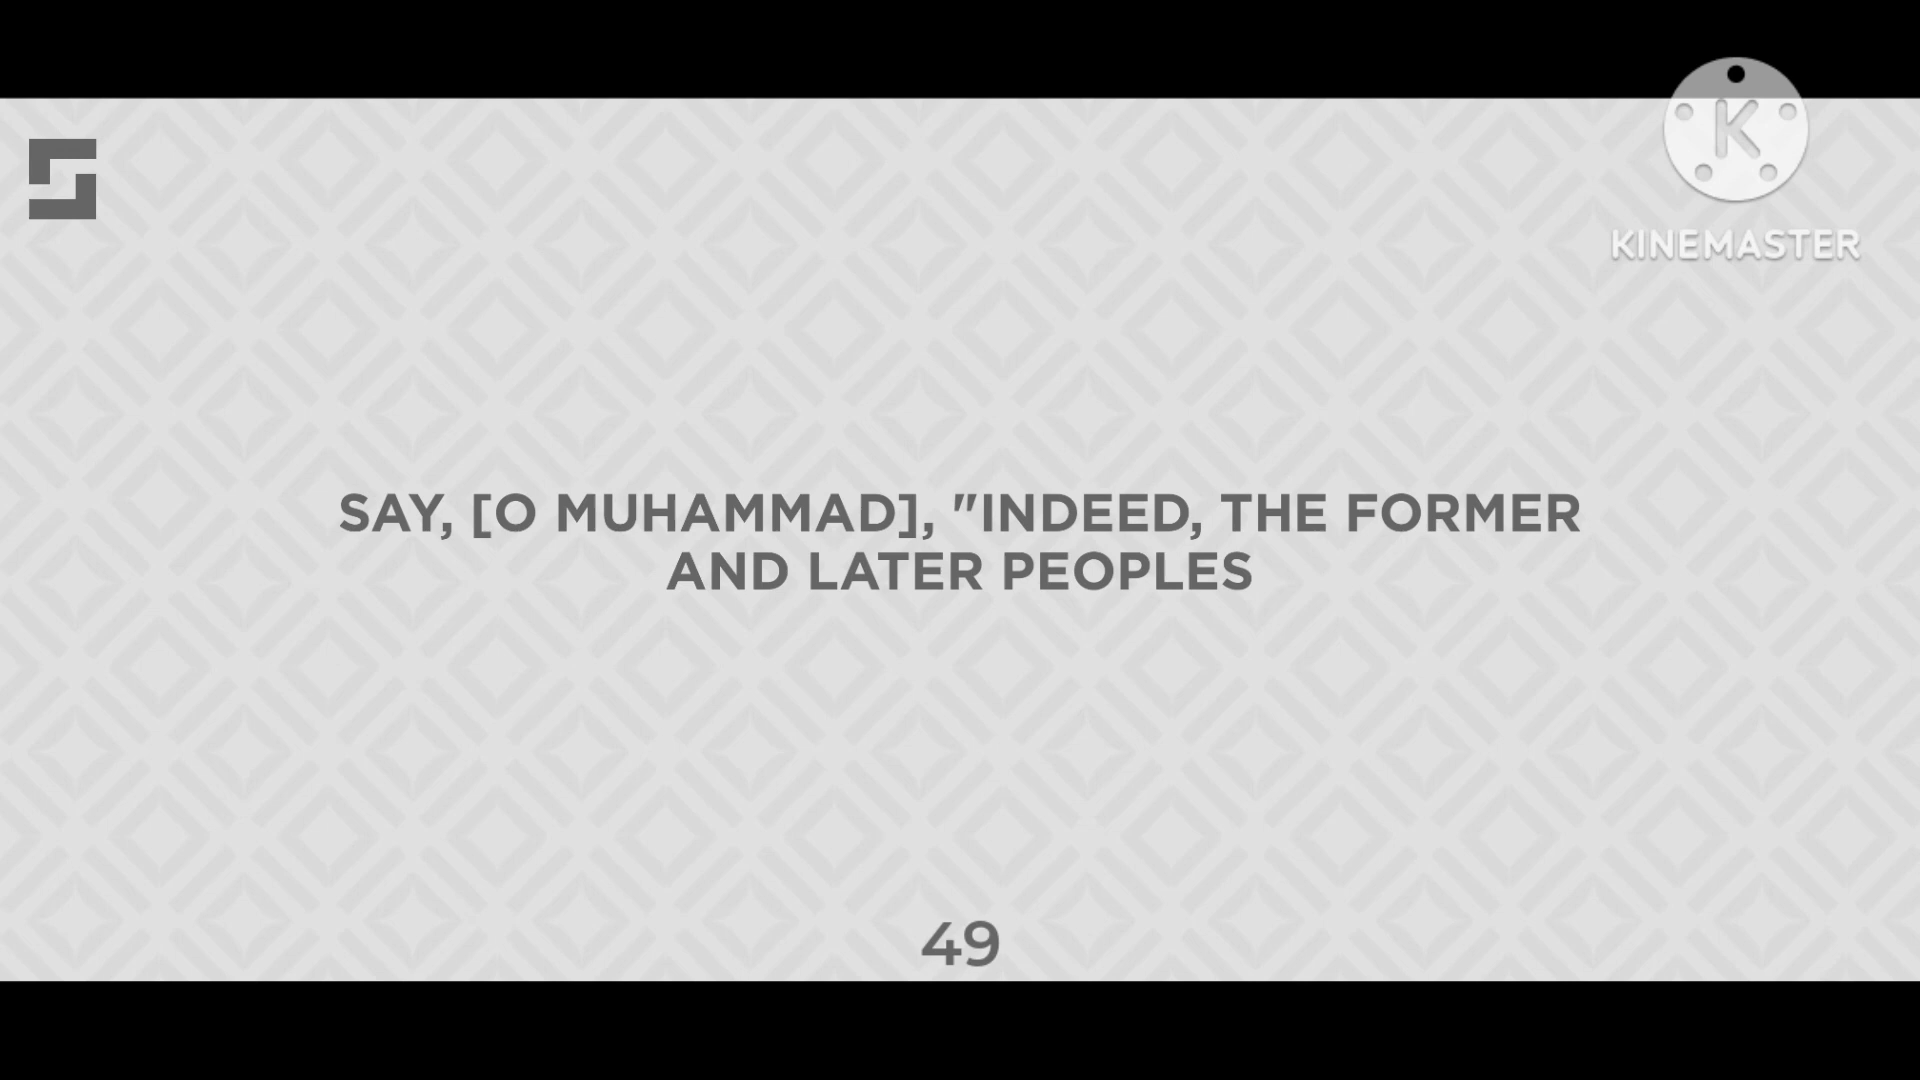 K
KINEMASTER
SAY, [O MUHAMMAD], "INDEED, THE FORMER
AND LATER PEOPLES
49